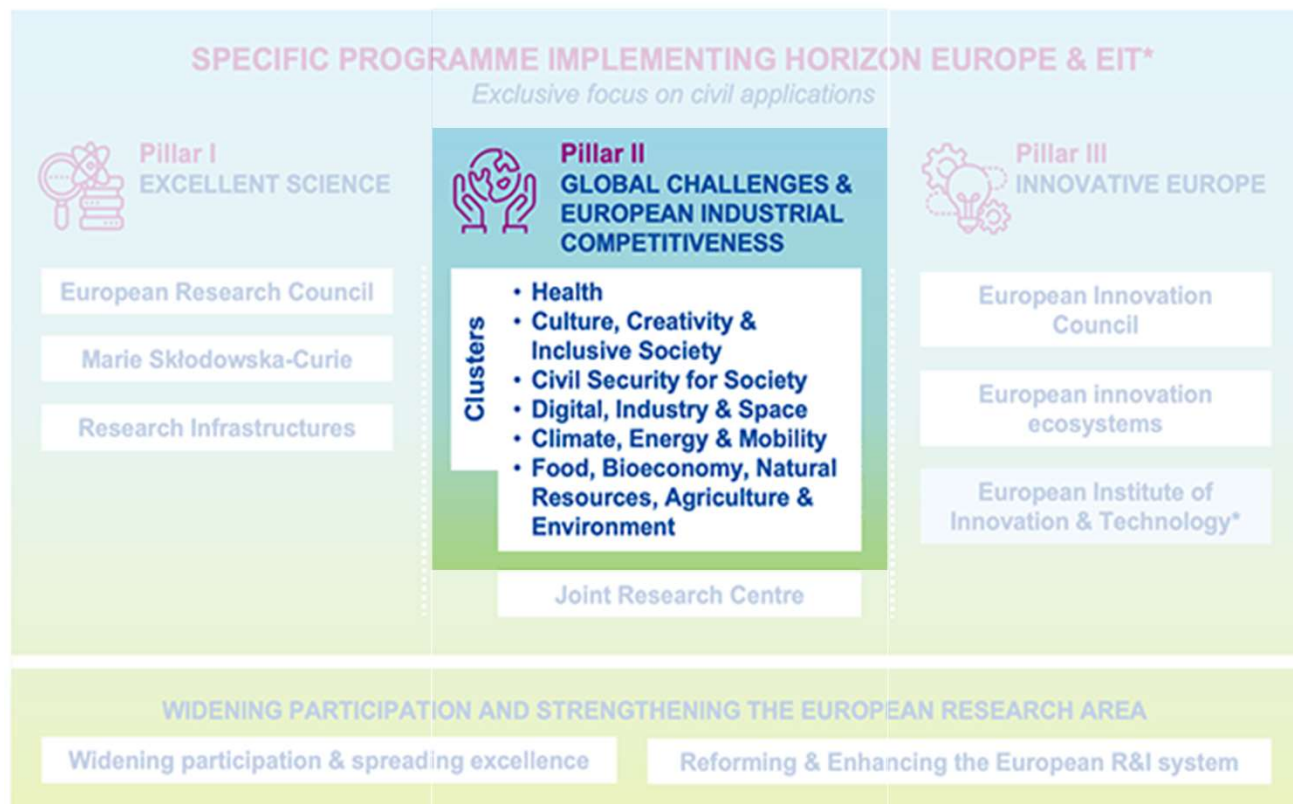 SPECIFIC PROGRAMME IMPLEMENTING HORIZON EUROPE & EIT*
Exclusive focus on civil applications
Pillar I
EXCELLENT SCIENCE
European Research Council
Marie Skłodowska-Curie
Research Infrastructures
Pillar II
GLOBAL CHALLENGES &
EUROPEAN INDUSTRIAL
COMPETITIVENESS
Clusters
• Health
• Culture, Creativity &
Inclusive Society
• Civil Security for Society
• Digital, Industry & Space
• Climate, Energy & Mobility
• Food, Bioeconomy, Natural
Resources, Agriculture &
Environment
Joint Research Centre
Pillar III
INNOVATIVE EUROPE
European Innovation
Council
European innovation
ecosystems
European Institute of
Innovation & Technology*
WIDENING PARTICIPATION AND STRENGTHENING THE EUROPEAN RESEARCH AREA
Widening participation & spreading excellence
Reforming & Enhancing the European R&I system